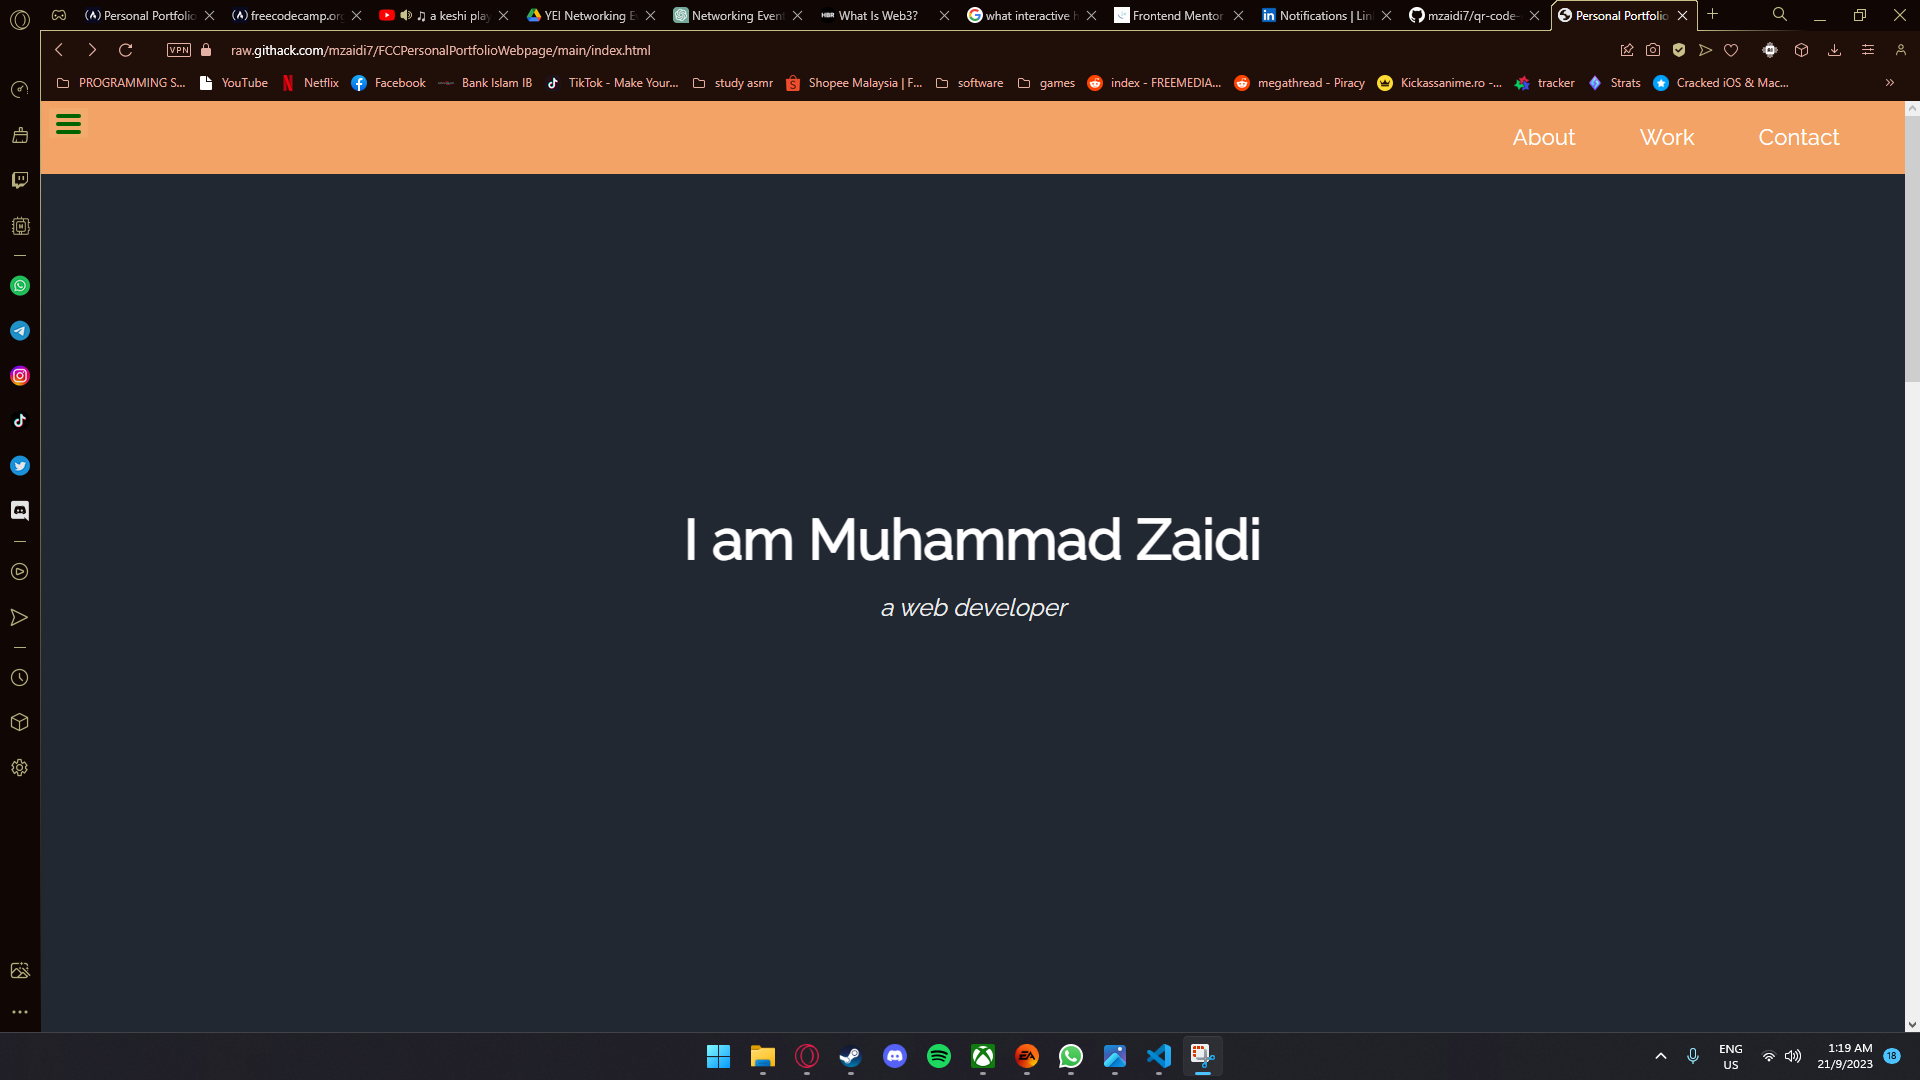 Personal Portfolio
freecodecamp.org
♫ a keshi play
YEI Networking E
Networking Even
HBR What Is Web3?
what interactive h
Frontend Mentor
Notifications | Lin
mzaidi7/qr-code-
Personal Portfolio
VPN
raw.githack.com/mzaidi7/FCCPersonalPortfolioWebpage/main/index.html
PROGRAMMING S...
YouTube
Netflix
Facebook
Bank Islam IB
TikTok - Make Your...
study asmr
Shopee Malaysia | F...
software
games
index - FREEMEDIA...
megathread - Piracy
Kickassanime.ro -...
tracker
Strats
Cracked iOS & Mac...
About
Work
Contact
I am Muhammad Zaidi
a web developer
ENG
US
1:19 AM
21/9/2023
18